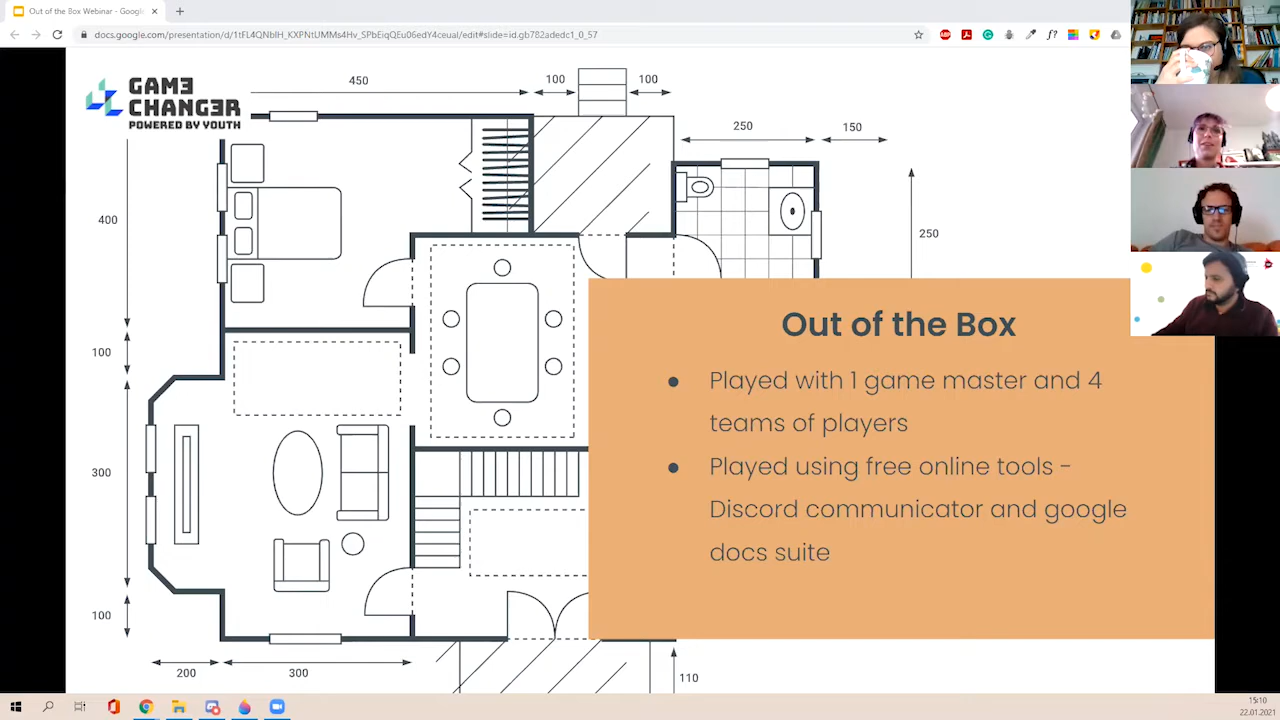 Out of the Box Webinar - Googl
docs.google.com/presentation/d/1tFL4QNblH_KXPNtUMMs4Hv_SPbEiqQEu06edY4ceual/edit#slide=id.gb782adedc1_0_57
GAME
CHANGER
POWERED BY YOUTH
450
100
100
250
150
400
250
100
300
100
200
300
110
Out of the Box
● Played with 1 game master and 4
teams of players
● Played using free online tools -
Discord communicator and google
docs suite
15:10
22.01.2021